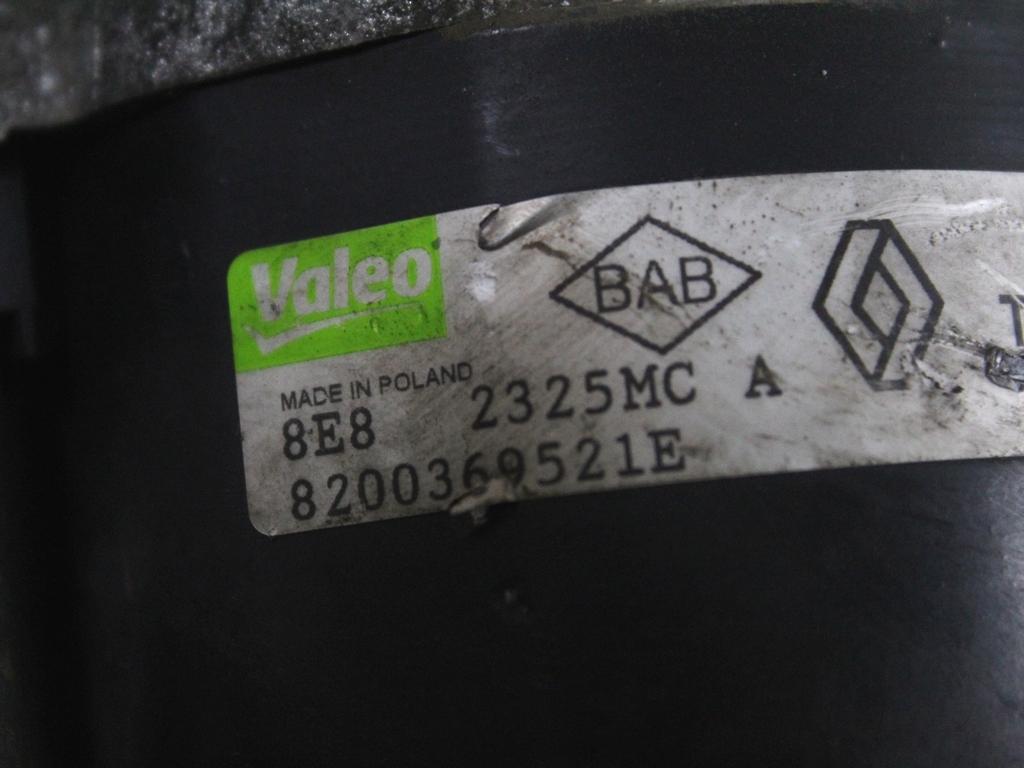 Valeo
BAB
MADE IN POLAND
8E8 2325MC A
8200369521E